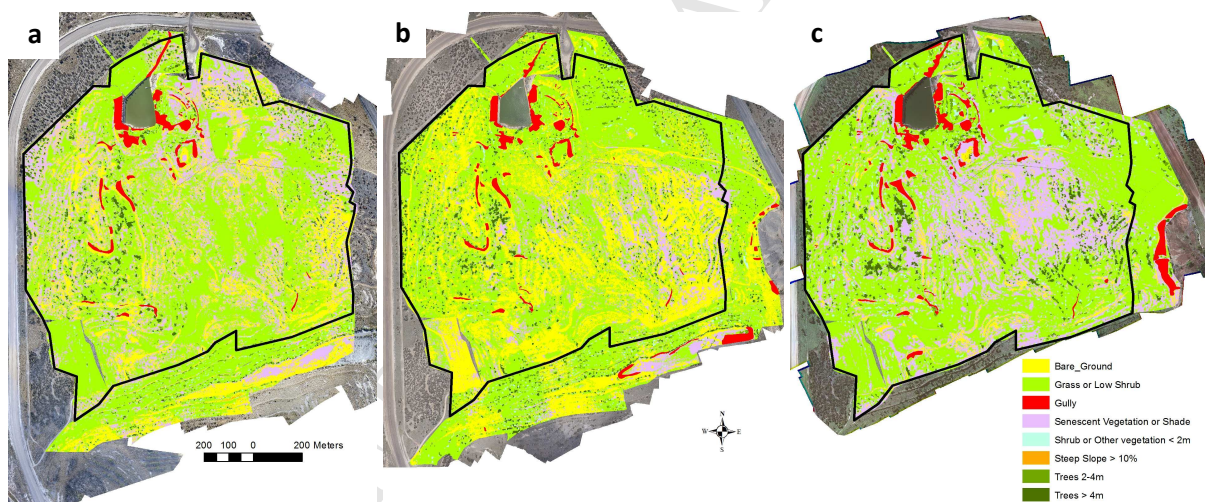 a
b
c
200 100 0 200 Meters
N
W E
S
Bare_Ground
Grass or Low Shrub
Gully
Senescent Vegetation or Shade
Shrub or Other vegetation < 2m
Steep Slope > 10%
Trees 2-4m
Trees > 4m